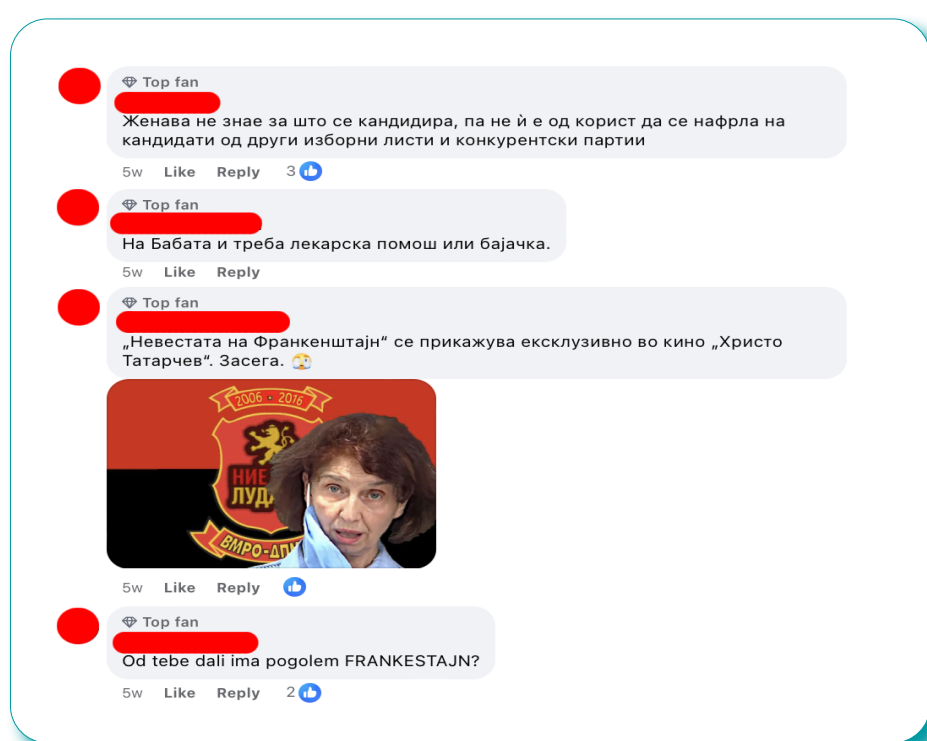 Top fan
Женава не знае за што се кандидира, па не ѝ е од корист да се нафрла на
кандидати од други изборни листи и конкурентски партии
5w Like Reply 3
Top fan
На Бабата и треба лекарска помош или бајачка.
5w Like Reply
Top fan
„Невестата на Франкенштајн“ се прикажува ексклузивно во кино „Христо
Татарчев“. Засега.
2006 • 2016
НИЕ
ВМРО-ДП
5w Like Reply
Top fan
Od tebe dali ima pogolem FRANKESTAJN?
5w Like Reply 2